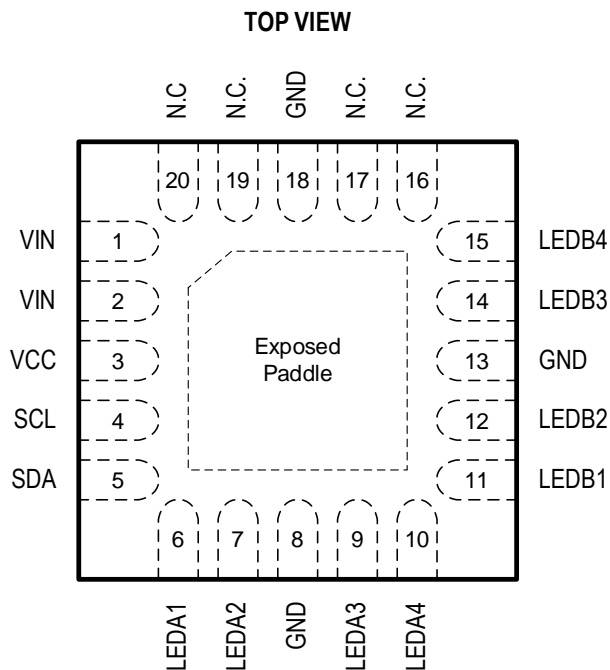 TOP VIEW
N.C
N.C.
GND
N.C.
N.C.
20
19
18
17
16
VIN 1
VIN 2
VCC 3
SCL 4
SDA 5
15 LEDB4
14 LEDB3
13 GND
12 LEDB2
11 LEDB1
Exposed
Paddle
6
7
8
9
10
LEDA1
LEDA2
GND
LEDA3
LEDA4